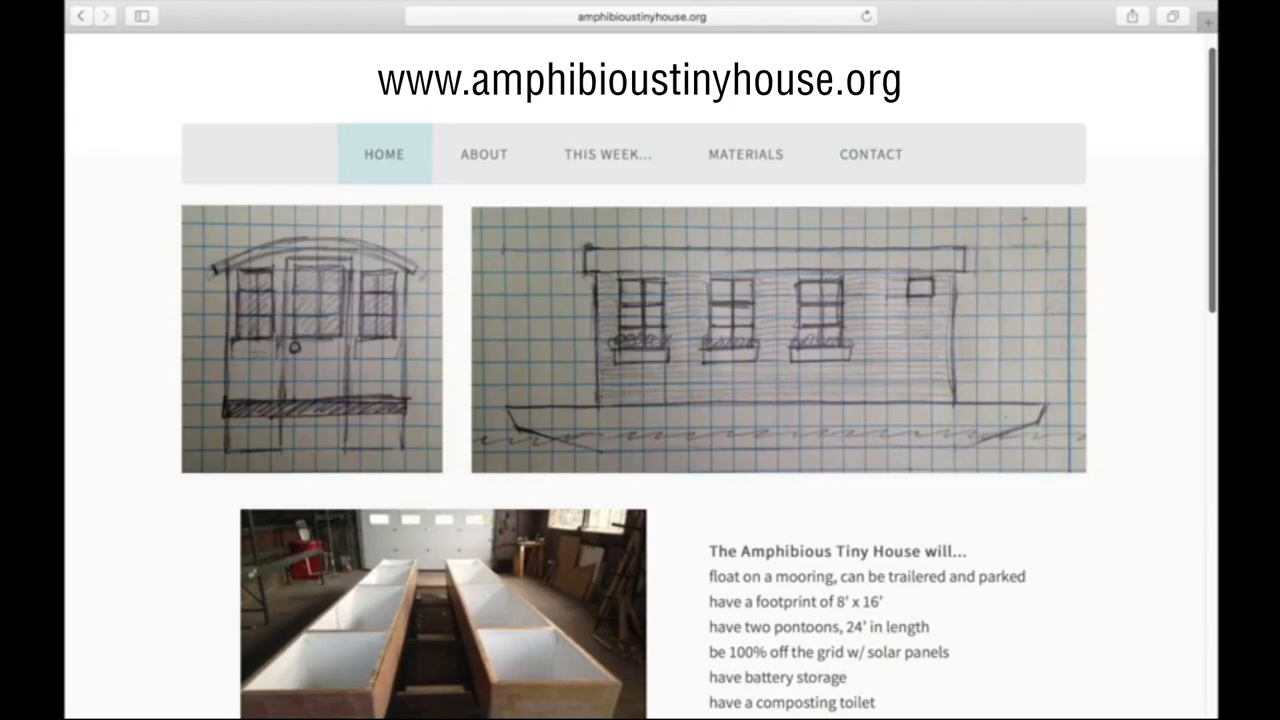 amphibioustinyhouse.org
www.amphibioustinyhouse.org
HOME ABOUT THIS WEEK... MATERIALS CONTACT
The Amphibious Tiny House will...
float on a mooring, can be trailered and parked
have a footprint of 8' x 16'
have two pontoons, 24' in length
be 100% off the grid w/ solar panels
have battery storage
have a composting toilet